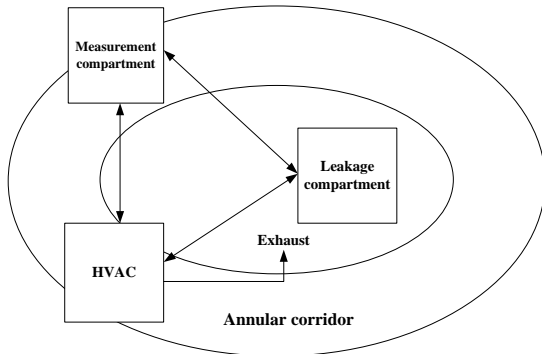 Measurement
compartment
Leakage
compartment
Exhaust
HVAC
Annular corridor